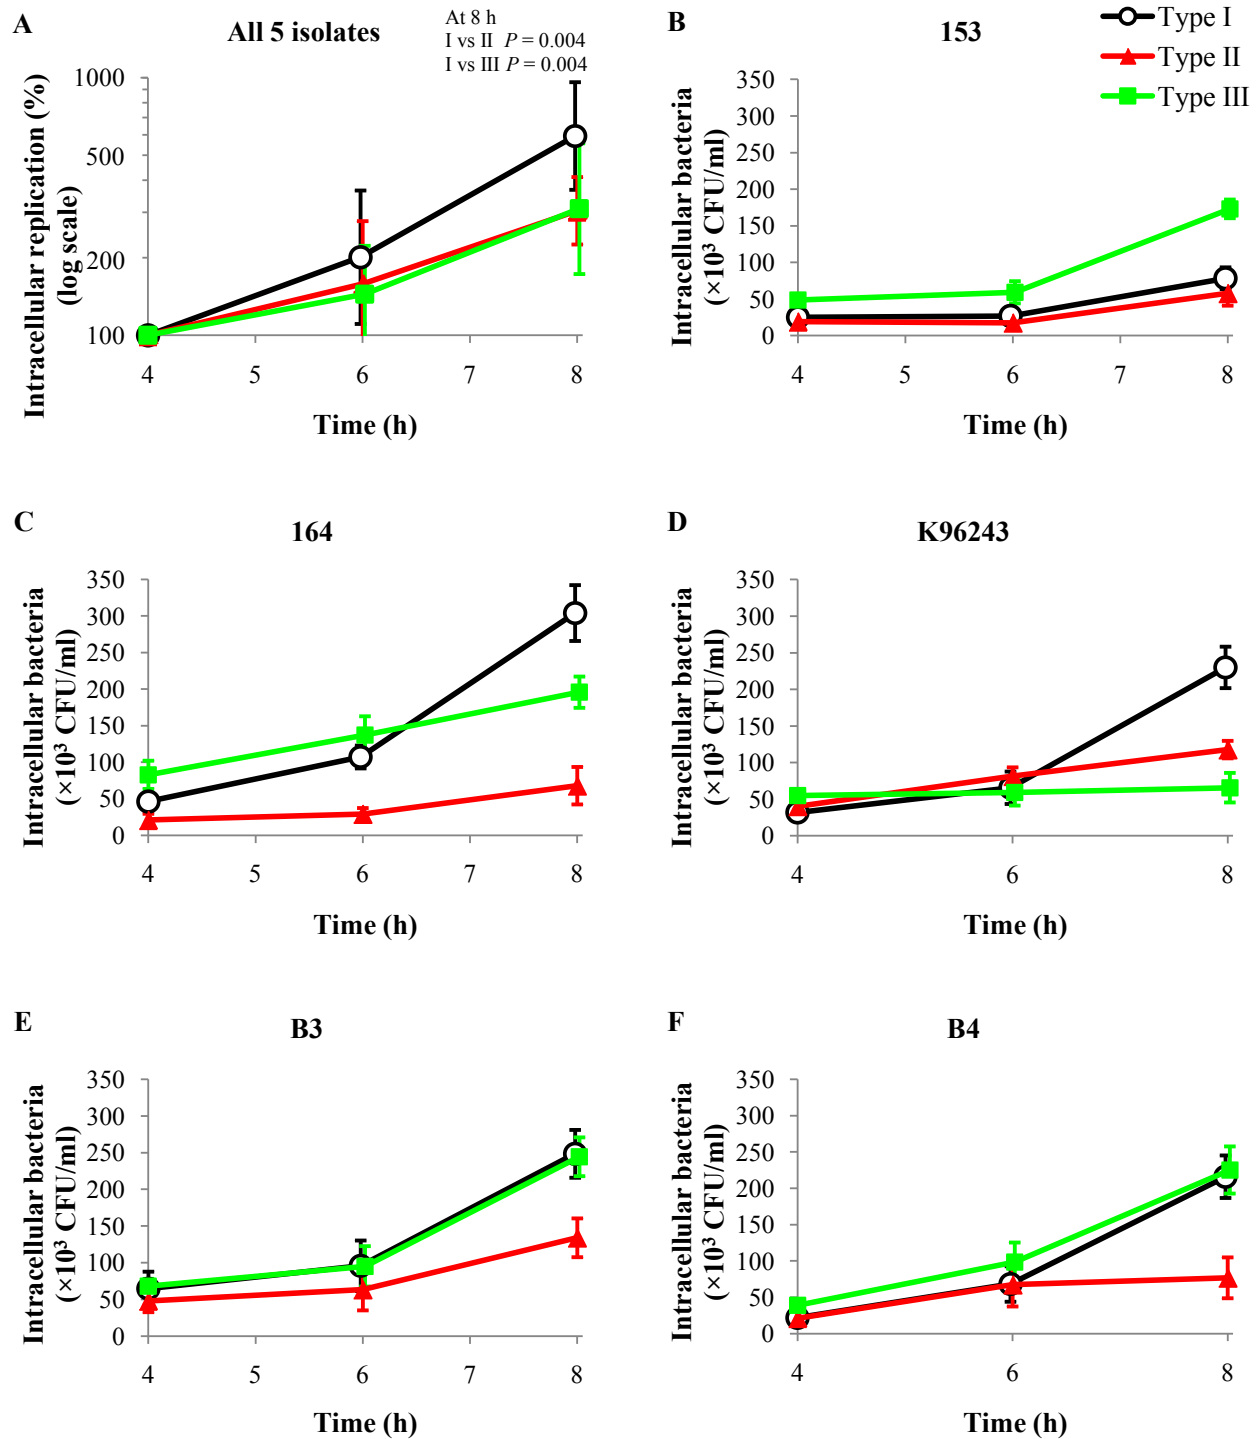 A
All 5 isolates
At 8 h
I vs II P = 0.004
I vs III P = 0.004
1000
500
200
100
4 5 6 7 8
Intracellular replication (%)
(log scale)
Time (h)
B
153
Type I
Type II
Type III
350
300
250
200
150
100
50
0
4 5 6 7 8
Intracellular bacteria
(×10³ CFU/ml)
Time (h)
C
164
350
300
250
200
150
100
50
0
4 5 6 7 8
Intracellular bacteria
(×10³ CFU/ml)
Time (h)
D
K96243
350
300
250
200
150
100
50
0
4 6 8
Intracellular bacteria
(×10³ CFU/ml)
Time (h)
E
B3
350
300
250
200
150
100
50
0
4 5 6 7 8
Intracellular bacteria
(×10³ CFU/ml)
Time (h)
F
B4
350
300
250
200
150
100
50
0
4 6 8
Intracellular bacteria
(×10³ CFU/ml)
Time (h)